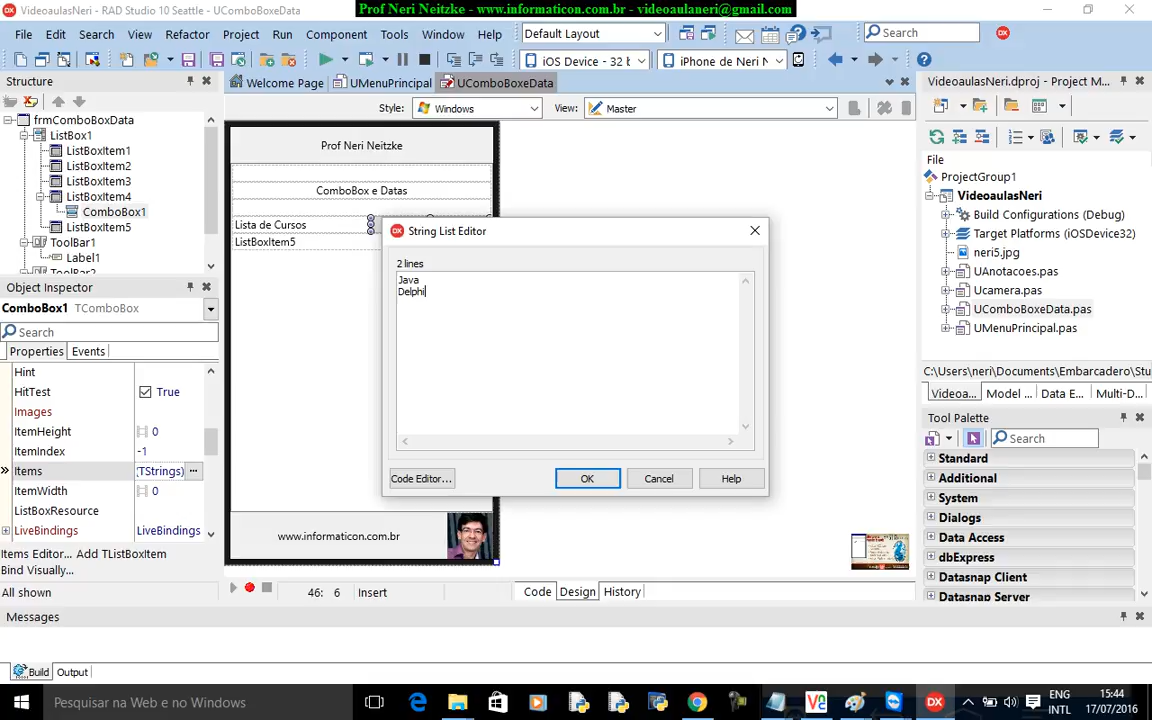 VideoaulasNeri - RAD Studio 10 Seattle - UComboBoxeData
Prof Neri Neitzke - www.informaticon.com.br - videoaulaneri@gmail.com
File Edit Search View Refactor Project Run Component Tools Window Help
Default Layout
Search
iOS Device - 32 b
iPhone de Neri N
Structure
Welcome Page
UMenuPrincipal
UComboBoxeData
VideoaulasNeri.dproj - Project M...
Style:
Windows
View:
Master
frmComboBoxData
ListBox1
ListBoxItem1
ListBoxItem2
ListBoxItem3
ListBoxItem4
ComboBox1
ListBoxItem5
ToolBar1
Label1
ToolBar2
Prof Neri Neitzke
ComboBox e Datas
Lista de Cursos
ListBoxItem5
www.informaticon.com.br
String List Editor
2 lines
Java
Delphi
Code Editor...
OK
Cancel
Help
File
ProjectGroup1
VideoaulasNeri
Build Configurations (Debug)
Target Platforms (iOSDevice32)
neri5.jpg
UAnotacoes.pas
Ucamera.pas
UComboBoxeData.pas
UMenuPrincipal.pas
C:\Users\neri\Documents\Embarcadero\Stu
Videoa...
Model ...
Data E...
Multi-D...
Object Inspector
ComboBox1 TComboBox
Search
Properties Events
Hint
HitTest True
Images
ItemHeight 0
ItemIndex -1
Items (TStrings) ...
ItemWidth 0
ListBoxResource
LiveBindings LiveBindings
Items Editor... Add TListBoxItem
Bind Visually...
All shown
46: 6 Insert
Code Design History
Tool Palette
Search
Standard
Additional
System
Dialogs
Data Access
dbExpress
Datasnap Client
Datasnap Server
Messages
Build Output
Pesquisar na Web e no Windows
ENG
INTL
15:44
17/07/2016